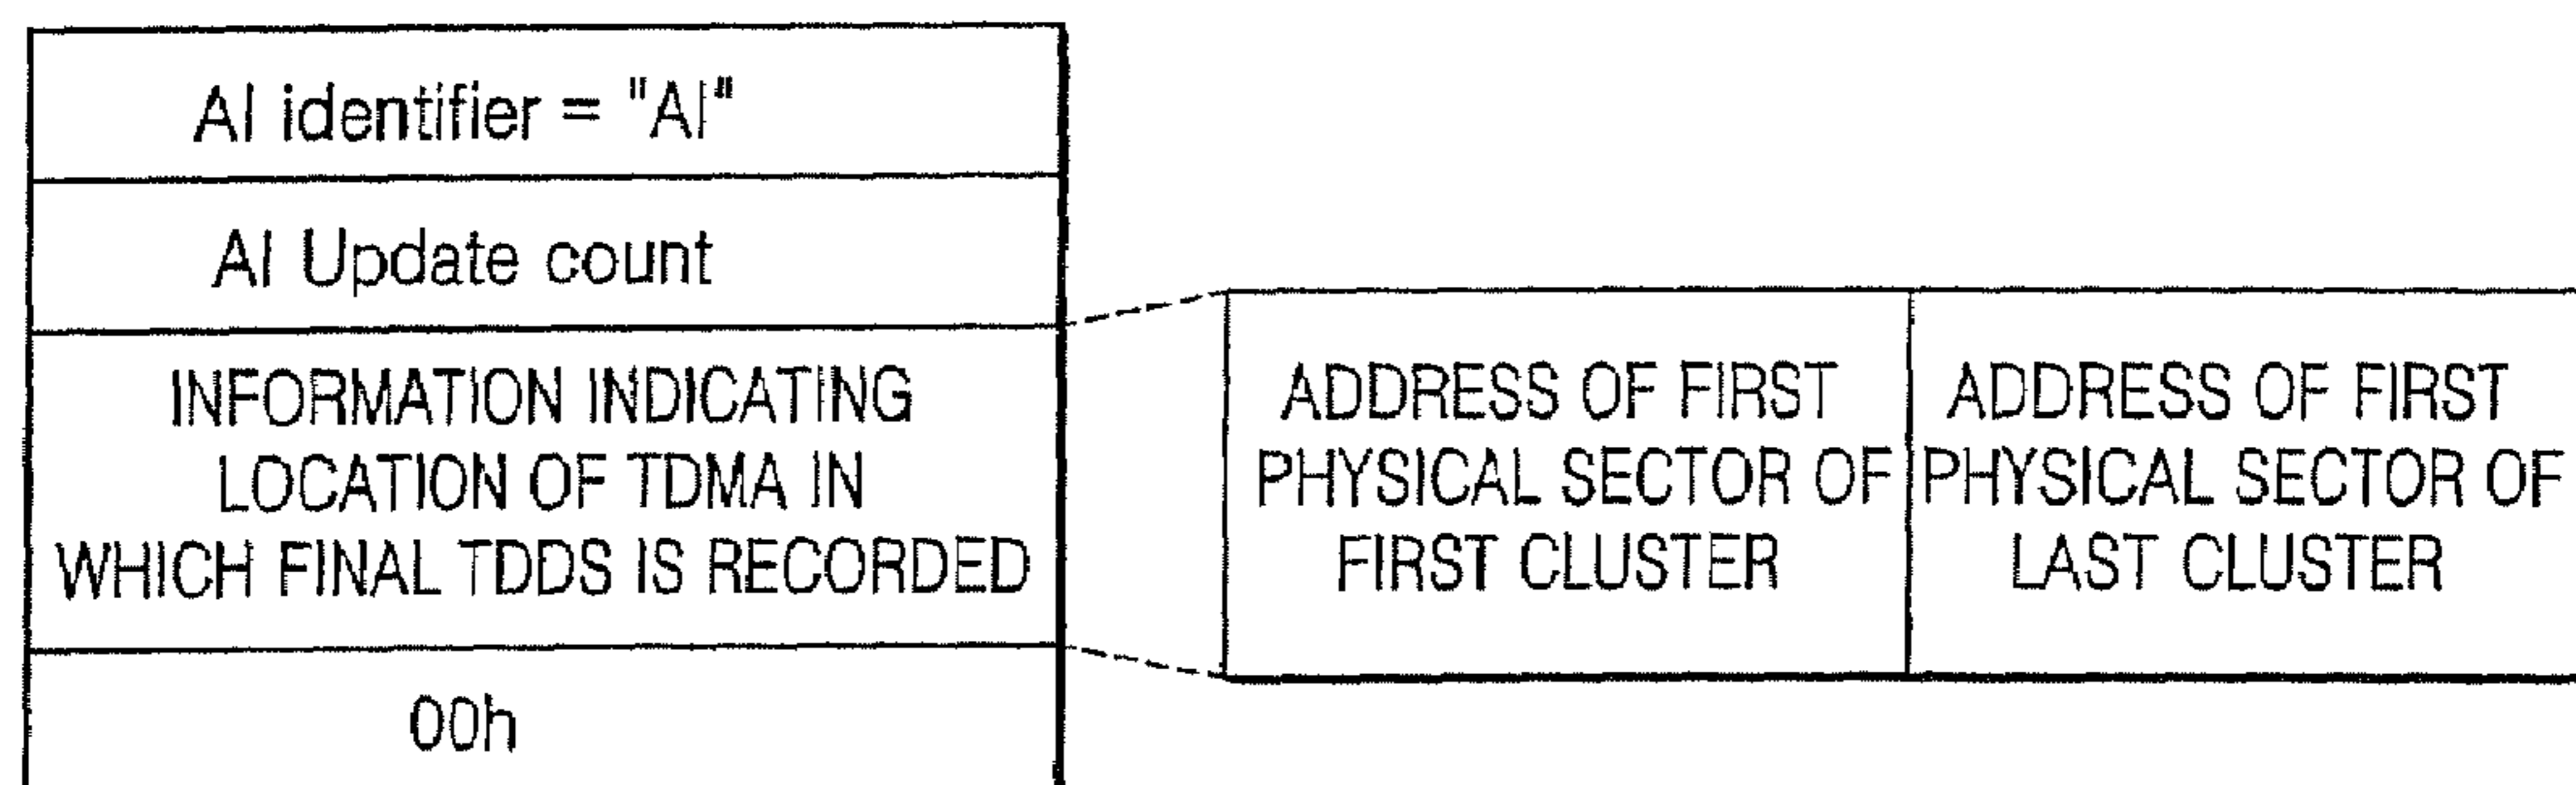 AI identifier = "AI"
AI Update count
INFORMATION INDICATING
LOCATION OF TDMA IN
WHICH FINAL TDDS IS RECORDED
00h
ADDRESS OF FIRST
PHYSICAL SECTOR OF
FIRST CLUSTER
ADDRESS OF FIRST
PHYSICAL SECTOR OF
LAST CLUSTER